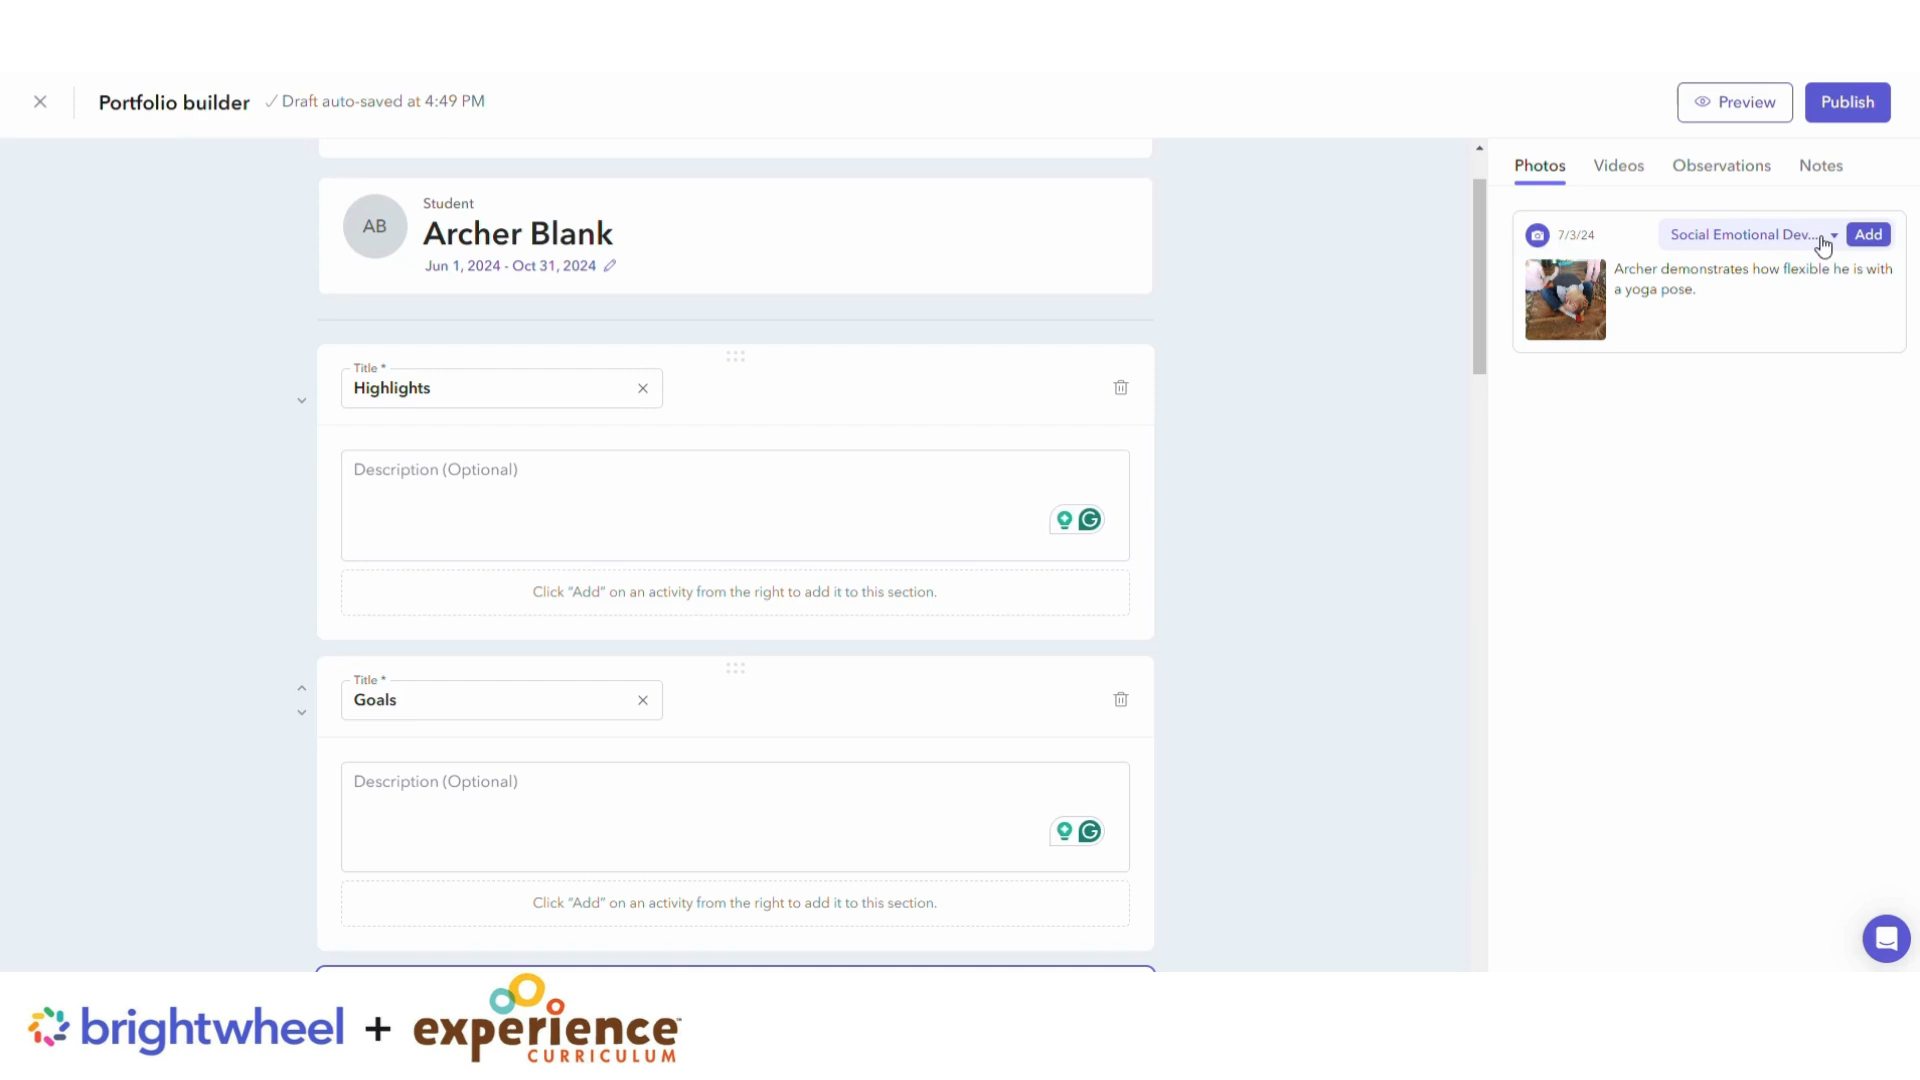 Portfolio builder
Draft auto-saved at 4:49 PM
Preview
Publish
AB
Student
Archer Blank
Jun 1, 2024 - Oct 31, 2024
Title *
Highlights
Description (Optional)
Click "Add" on an activity from the right to add it to this section.
Title *
Goals
Description (Optional)
Click "Add" on an activity from the right to add it to this section.
Photos
Videos
Observations
Notes
7/3/24
Social Emotional Dev...
Add
Archer demonstrates how flexible he is with
a yoga pose.
brightwheel + experience
CURRICULUM